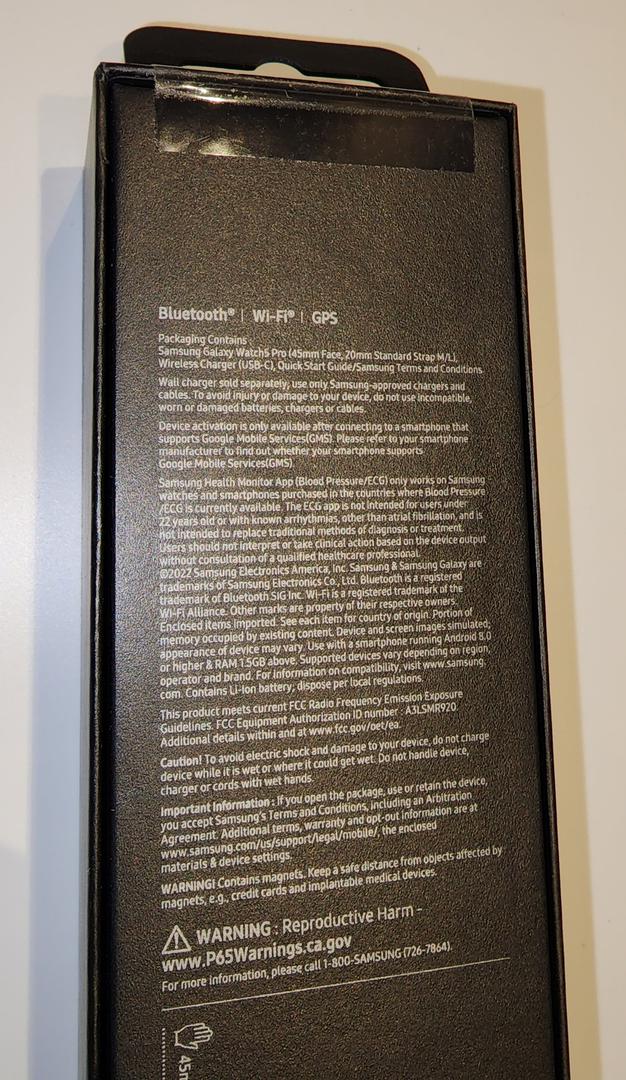 Bluetooth® | Wi-Fi® | GPS
Packaging Contains
Samsung Galaxy Watch5 Pro (45mm Face, 20mm Standard Strap M/L),
Wireless Charger (USB-C), Quick Start Guide/Samsung Terms and Conditions.
Wall charger sold separately; use only Samsung-approved chargers and
cables. To avoid injury or damage to your device, do not use incompatible,
worn or damaged batteries, chargers or cables.
Device activation is only available after connecting to a smartphone that
supports Google Mobile Services(GMS). Please refer to your smartphone
manufacturer to find out whether your smartphone supports
Google Mobile Services(GMS).
Samsung Health Monitor App (Blood Pressure/ECG) only works on Samsung
watches and smartphones purchased in the countries where Blood Pressure
/ECG is currently available. The ECG app is not intended for users under
22 years old or with known arrhythmias, other than atrial fibrillation, and is
not intended to replace traditional methods of diagnosis or treatment.
Users should not interpret or take clinical action based on the device output
without consultation of a qualified healthcare professional.
©2022 Samsung Electronics America, Inc. Samsung & Samsung Galaxy are
trademarks of Samsung Electronics Co., Ltd. Bluetooth is a registered
trademark of Bluetooth SIG Inc. Wi-Fi is a registered trademark of the
Wi-Fi Alliance. Other marks are property of their respective owners.
Enclosed items imported. See each item for country of origin. Portion of
memory occupied by existing content. Device and screen images simulated;
appearance of device may vary. Use with a smartphone running Android 8.0
or higher & RAM 1.5GB above. Supported devices vary depending on region,
operator and brand. For information on compatibility, visit www.samsung.
com. Contains Li-Ion battery, dispose per local regulations.
This product meets current FCC Radio Frequency Emission Exposure
Guidelines. FCC Equipment Authorization ID number - A3LSMR920.
Additional details within and at www.fcc.gov/oet/ea.
Caution! To avoid electric shock and damage to your device, do not charge
device while it is wet or where it could get wet. Do not handle device,
charger or cords with wet hands.
Important Information : If you open the package, use or retain the device,
you accept Samsung's Terms and Conditions, including an Arbitration
Agreement. Additional terms, warranty and opt-out information are at
www.samsung.com/us/support/legal/mobile/, the enclosed
materials & device settings.
WARNING! Contains magnets. Keep a safe distance from objects affected by
magnets, e.g., credit cards and implantable medical devices.
WARNING : Reproductive Harm -
www.P65Warnings.ca.gov
For more information, please call 1-800-SAMSUNG (726-7864).